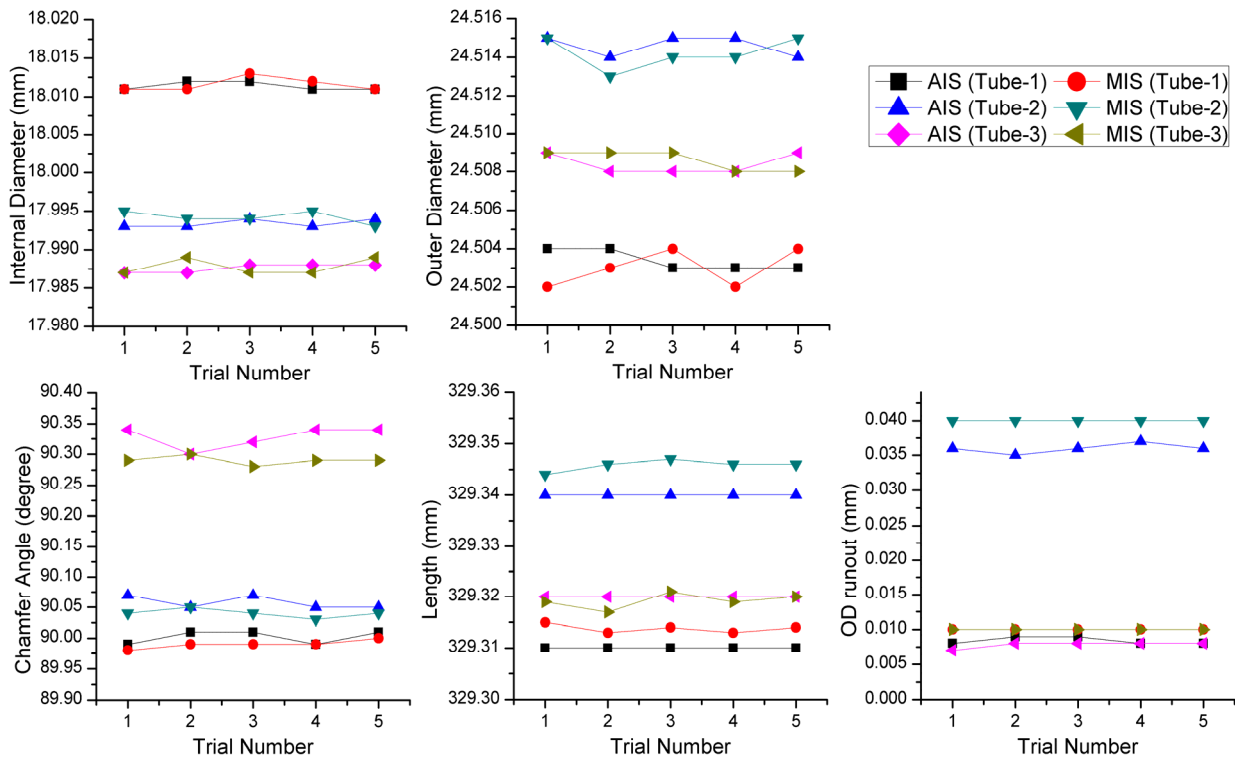 18.020
18.015
18.010
18.005
18.000
17.995
17.990
17.985
17.980
Internal Diameter (mm)
1 2 3 4 5
Trial Number
24.516
24.514
24.512
24.510
24.508
24.506
24.504
24.502
24.500
Outer Diameter (mm)
1 2 3 4 5
Trial Number
AIS (Tube-1) MIS (Tube-1)
AIS (Tube-2) MIS (Tube-2)
AIS (Tube-3) MIS (Tube-3)
90.40
90.35
90.30
90.25
90.20
90.15
90.10
90.05
90.00
89.95
89.90
Chamfer Angle (degree)
1 2 3 4 5
Trial Number
329.36
329.35
329.34
329.33
329.32
329.31
329.30
Length (mm)
1 2 3 4 5
Trial Number
0.040
0.035
0.030
0.025
0.020
0.015
0.010
0.005
0.000
OD runout (mm)
1 2 3 4 5
Trial Number